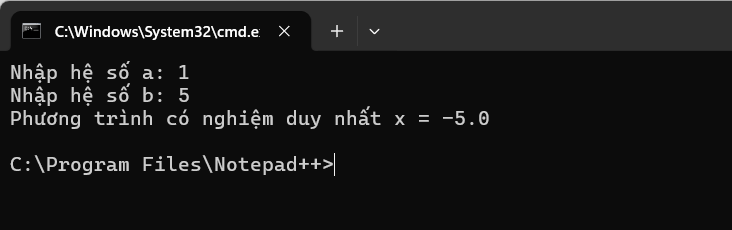 C:\Windows\System32\cmd.e
Nhập hệ số a: 1
Nhập hệ số b: 5
Phương trình có nghiệm duy nhất x = -5.0
C:\Program Files\Notepad++>